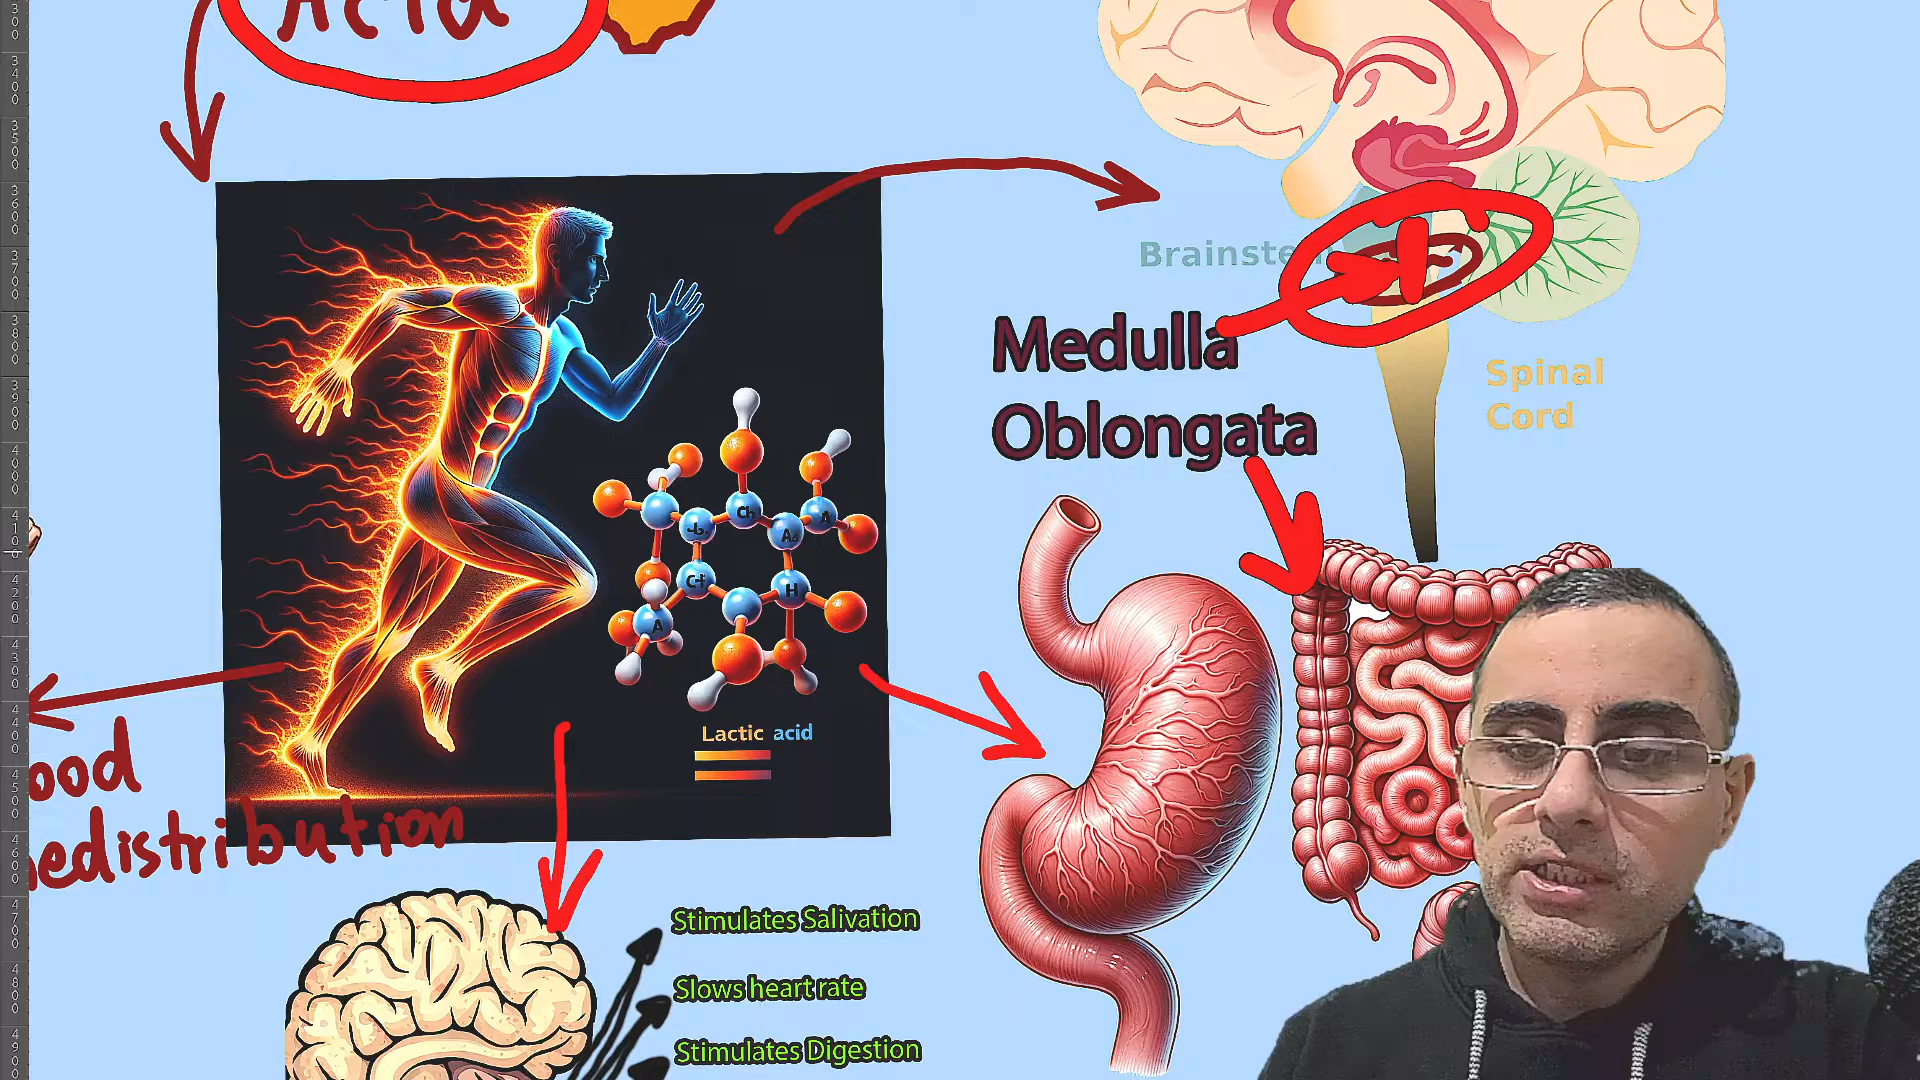 Acid
Brainste
Medulla
Oblongata
Spinal
Cord
Lactic acid
ood
edistribution
Stimulates Salivation
Slows heart rate
Stimulates Digestion